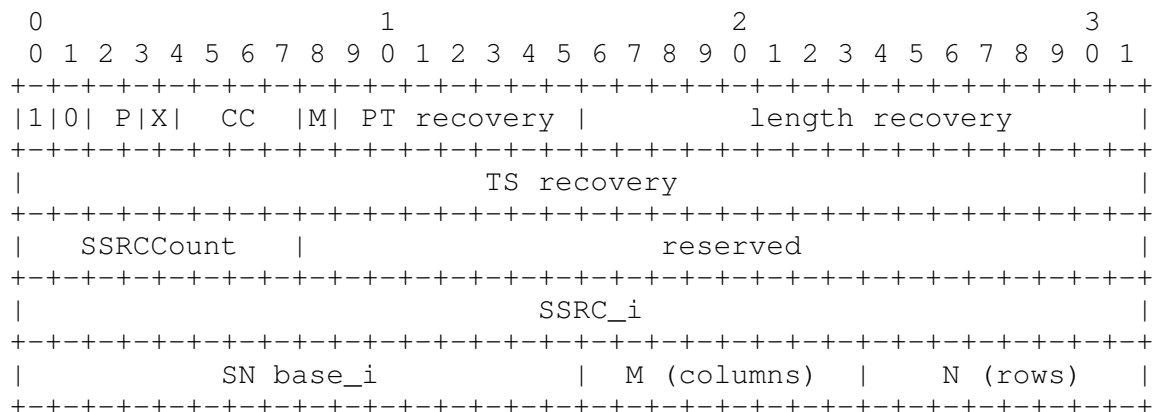 0                   1                   2                   3
 0 1 2 3 4 5 6 7 8 9 0 1 2 3 4 5 6 7 8 9 0 1 2 3 4 5 6 7 8 9 0 1
+-+-+-+-+-+-+-+-+-+-+-+-+-+-+-+-+-+-+-+-+-+-+-+-+-+-+-+-+-+-+-+-+
|1|0| P|X|  CC  |M| PT recovery |         length recovery       |
+-+-+-+-+-+-+-+-+-+-+-+-+-+-+-+-+-+-+-+-+-+-+-+-+-+-+-+-+-+-+-+-+
|                          TS recovery                          |
+-+-+-+-+-+-+-+-+-+-+-+-+-+-+-+-+-+-+-+-+-+-+-+-+-+-+-+-+-+-+-+-+
|   SSRCCount   |                    reserved                   |
+-+-+-+-+-+-+-+-+-+-+-+-+-+-+-+-+-+-+-+-+-+-+-+-+-+-+-+-+-+-+-+-+
|                             SSRC_i                            |
+-+-+-+-+-+-+-+-+-+-+-+-+-+-+-+-+-+-+-+-+-+-+-+-+-+-+-+-+-+-+-+-+
|           SN base_i           |  M (columns)  |    N (rows)   |
+-+-+-+-+-+-+-+-+-+-+-+-+-+-+-+-+-+-+-+-+-+-+-+-+-+-+-+-+-+-+-+-+